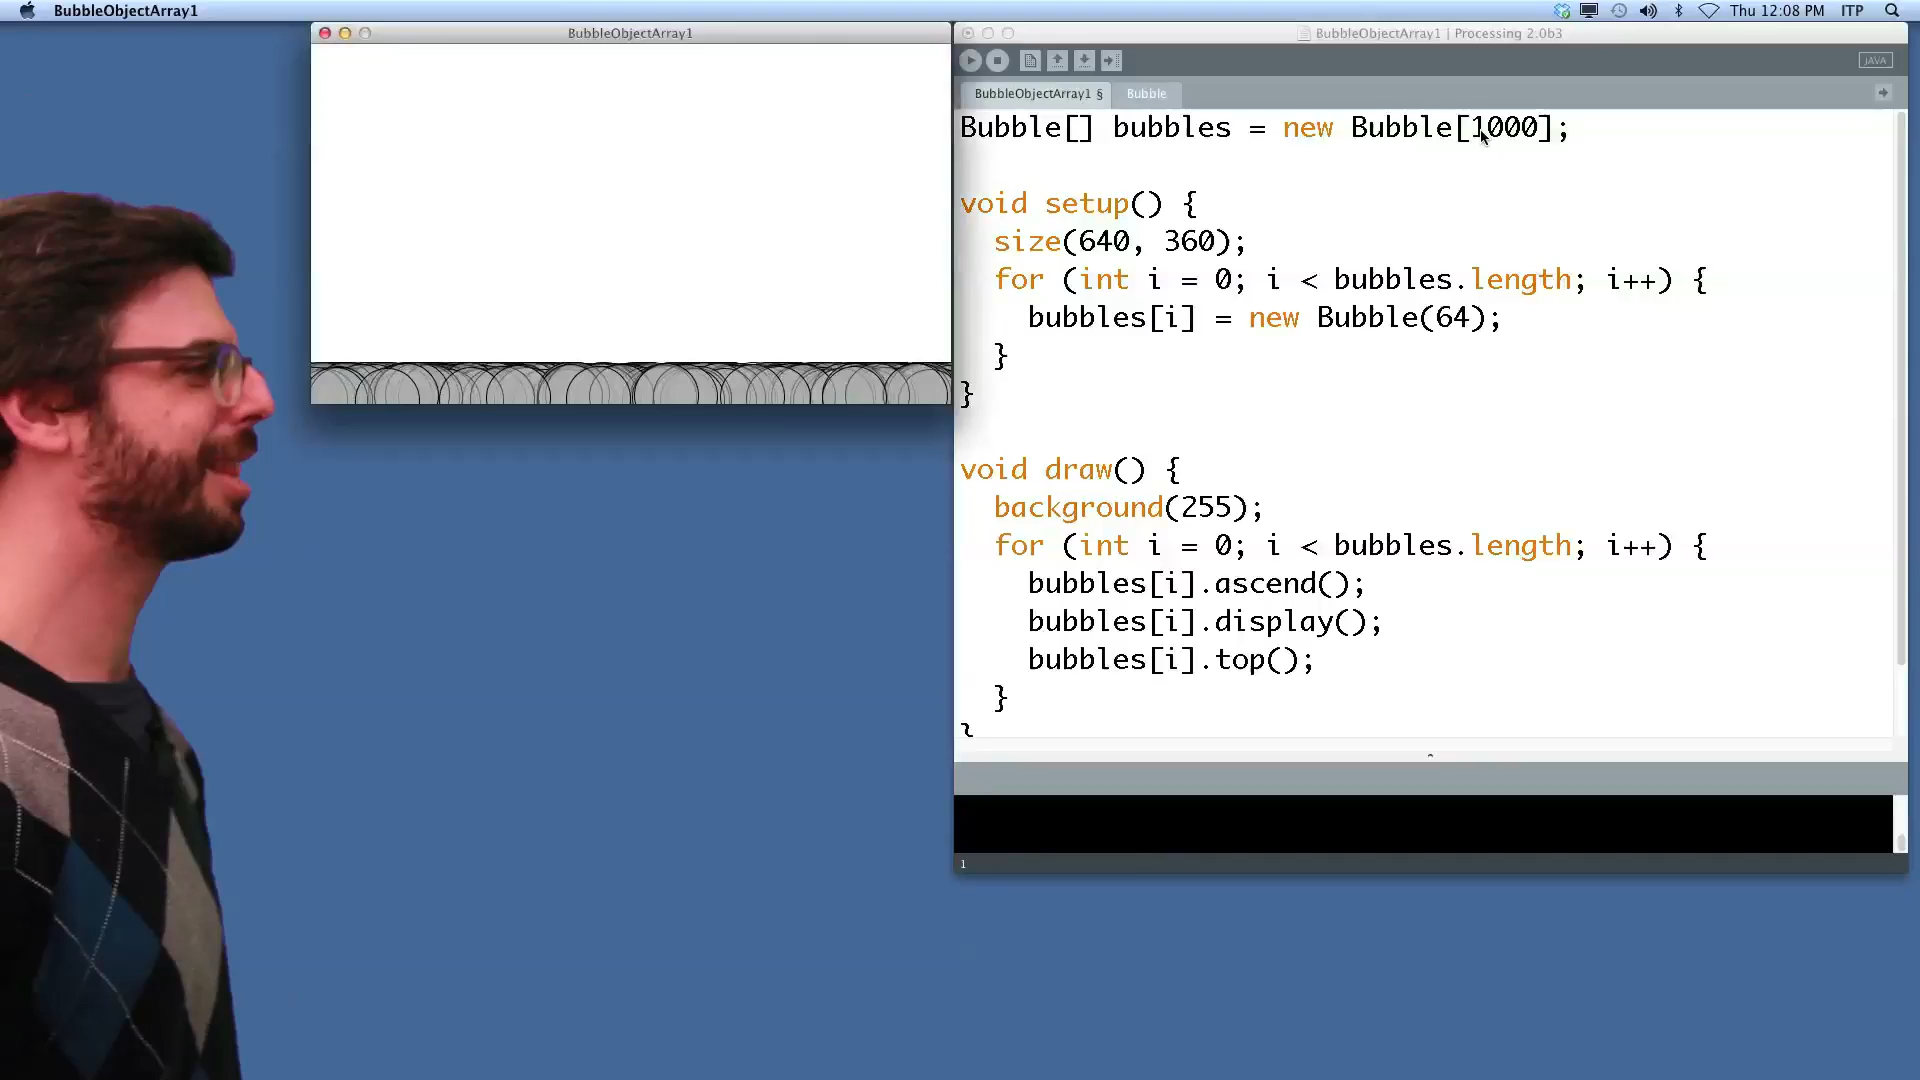 BubbleObjectArray1
Thu 12:08 PM ITP
BubbleObjectArray1
BubbleObjectArray1 | Processing 2.0b3
JAVA
BubbleObjectArray1 § Bubble
Bubble[] bubbles = new Bubble[1000];
void setup() {
size(640, 360);
for (int i = 0; i < bubbles.length; i++) {
bubbles[i] = new Bubble(64);
}
}
void draw() {
background(255);
for (int i = 0; i < bubbles.length; i++) {
bubbles[i].ascend();
bubbles[i].display();
bubbles[i].top();
}
}
1